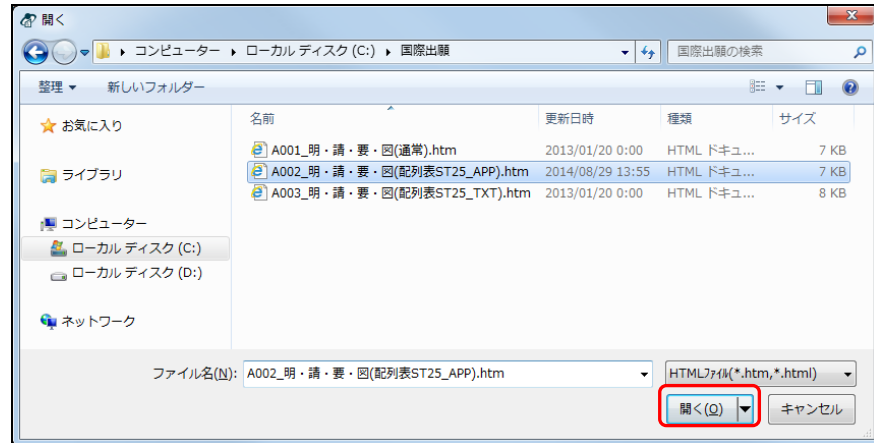 開く
コンピューター ▸ ローカル ディスク (C:) ▸ 国際出願
国際出願の検索
整理 ▼ 新しいフォルダー
名前 更新日時 種類 サイズ
A001_明・請・要・図(通常).htm 2013/01/20 0:00 HTML ドキュ... 7 KB
A002_明・請・要・図(配列表ST25_APP).htm 2014/08/29 13:55 HTML ドキュ... 7 KB
A003_明・請・要・図(配列表ST25_TXT).htm 2013/01/20 0:00 HTML ドキュ... 8 KB
お気に入り
ライブラリ
コンピューター
ローカル ディスク (C:)
ローカル ディスク (D:)
ネットワーク
ファイル名(N): A002_明・請・要・図(配列表ST25_APP).htm
HTMLファイル(*.htm,*.html)
開く(O) キャンセル